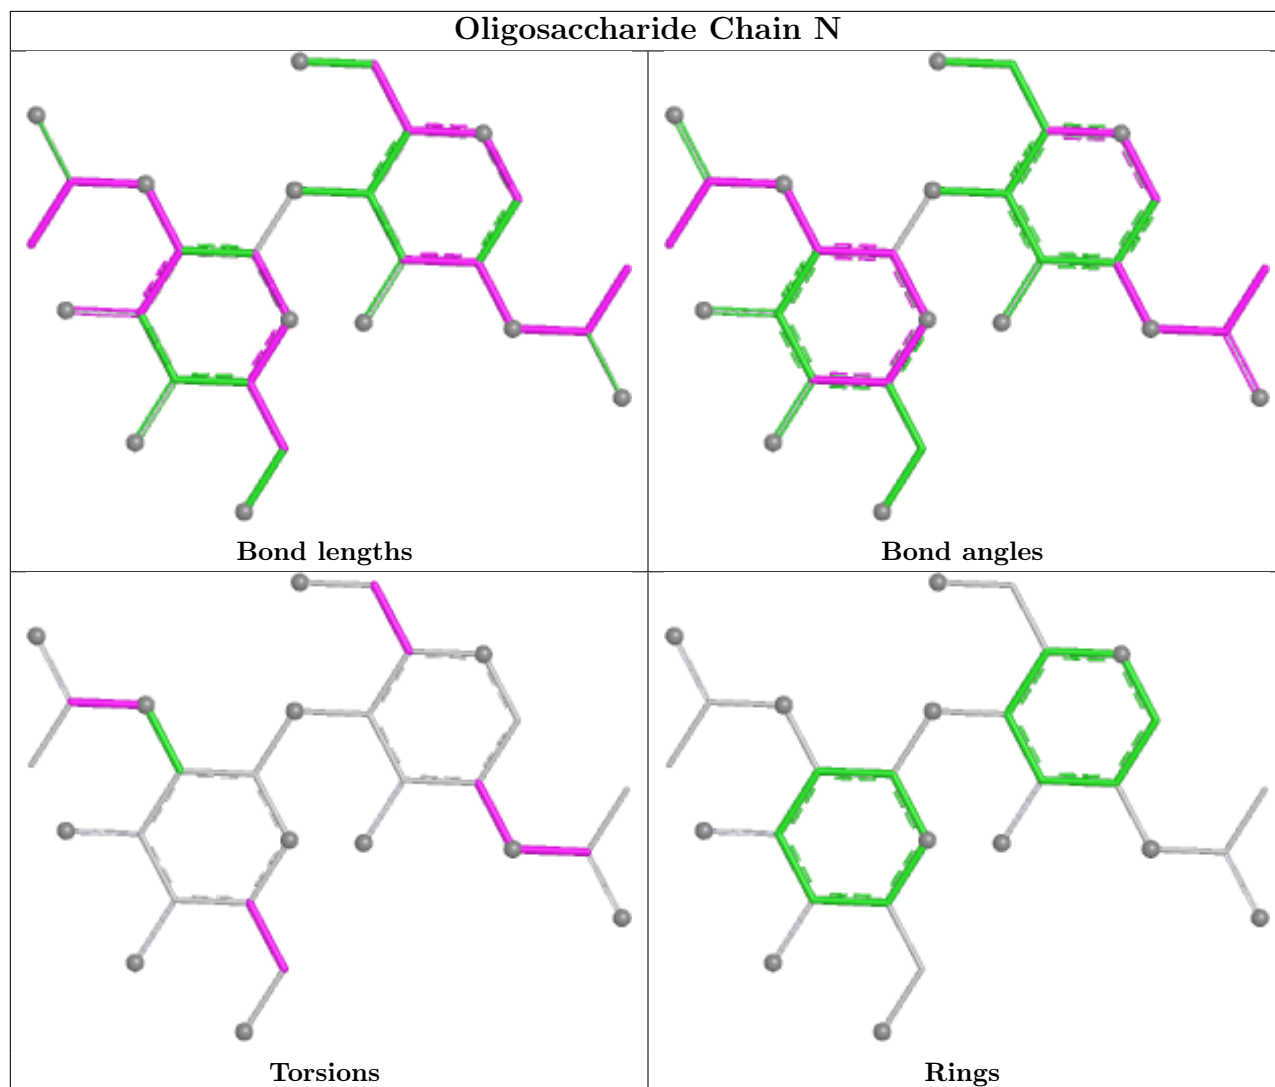 Oligosaccharide Chain N
Bond lengths
Bond angles
Torsions
Rings